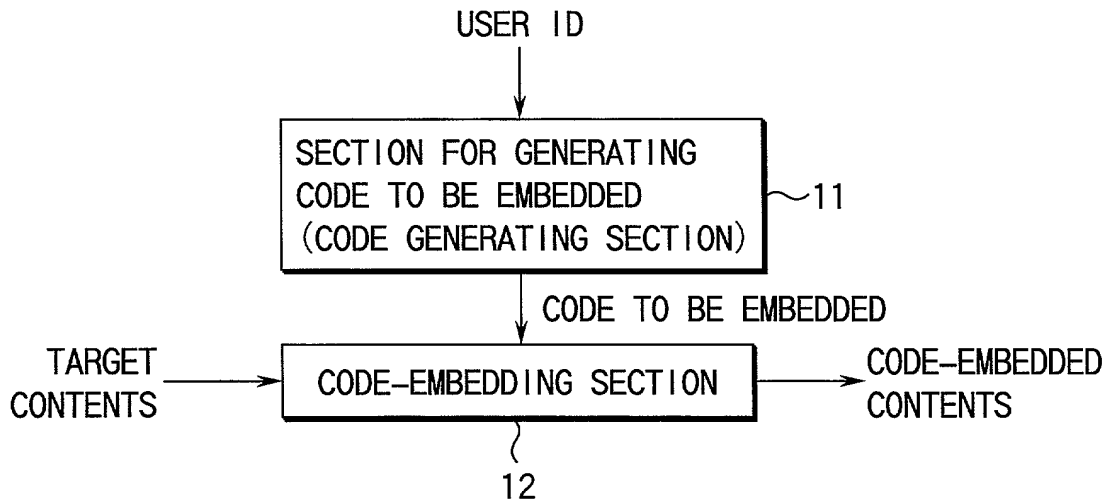 USER ID
SECTION FOR GENERATING
CODE TO BE EMBEDDED
(CODE GENERATING SECTION)
11
CODE TO BE EMBEDDED
TARGET
CONTENTS
CODE-EMBEDDING SECTION
CODE-EMBEDDED
CONTENTS
12